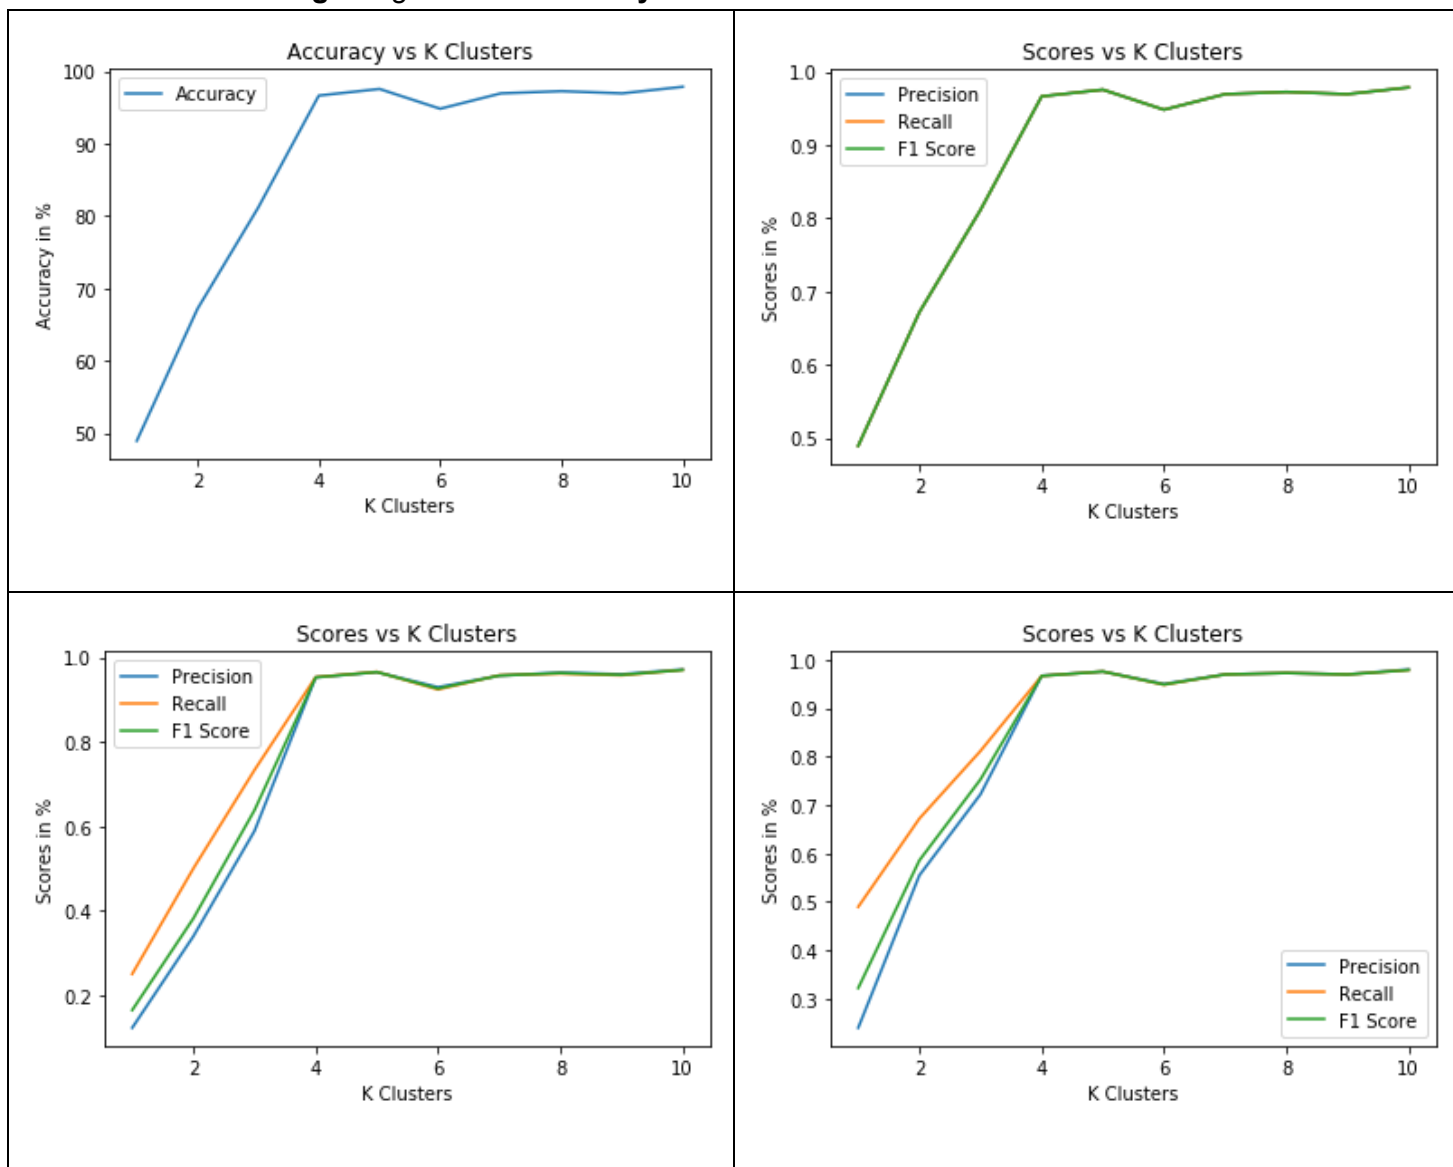 Accuracy vs K Clusters
100
90
80
70
60
50
Accuracy in %
Accuracy
2 4 6 8 10
K Clusters
Scores vs K Clusters
1.0
0.9
0.8
0.7
0.6
0.5
Scores in %
Precision
Recall
F1 Score
2 4 6 8 10
K Clusters
Scores vs K Clusters
1.0
0.8
0.6
0.4
0.2
Scores in %
Precision
Recall
F1 Score
2 4 6 8 10
K Clusters
Scores vs K Clusters
1.0
0.9
0.8
0.7
0.6
0.5
0.4
0.3
Scores in %
Precision
Recall
F1 Score
2 4 6 8 10
K Clusters